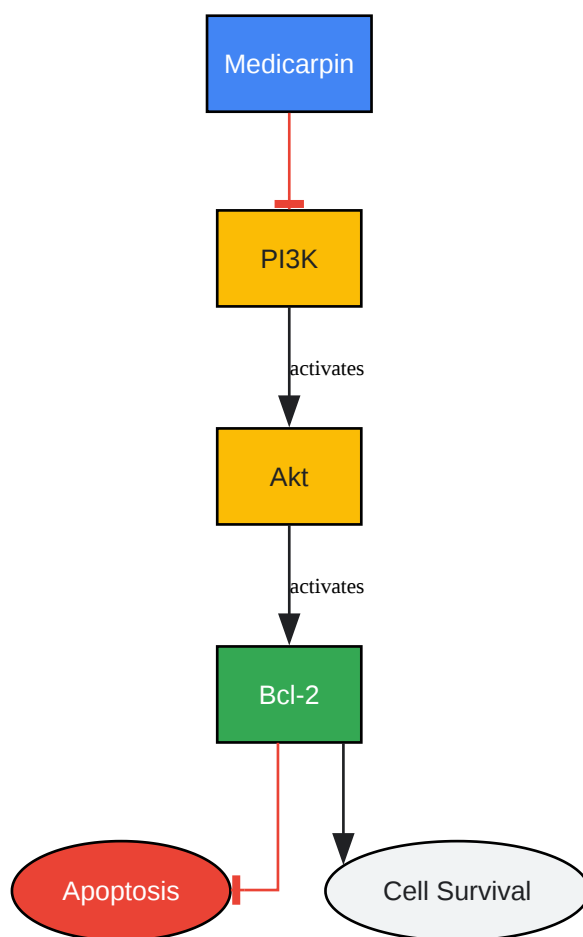 Medicarpin
PI3K
activates
Akt
activates
Bcl-2
Apoptosis
Cell Survival